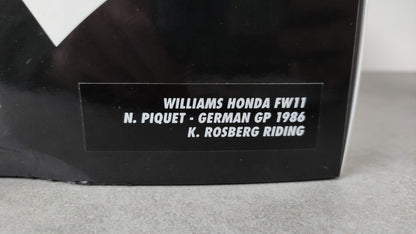 WILLIAMS HONDA FW11
N. PIQUET - GERMAN GP 1986
K. ROSBERG RIDING